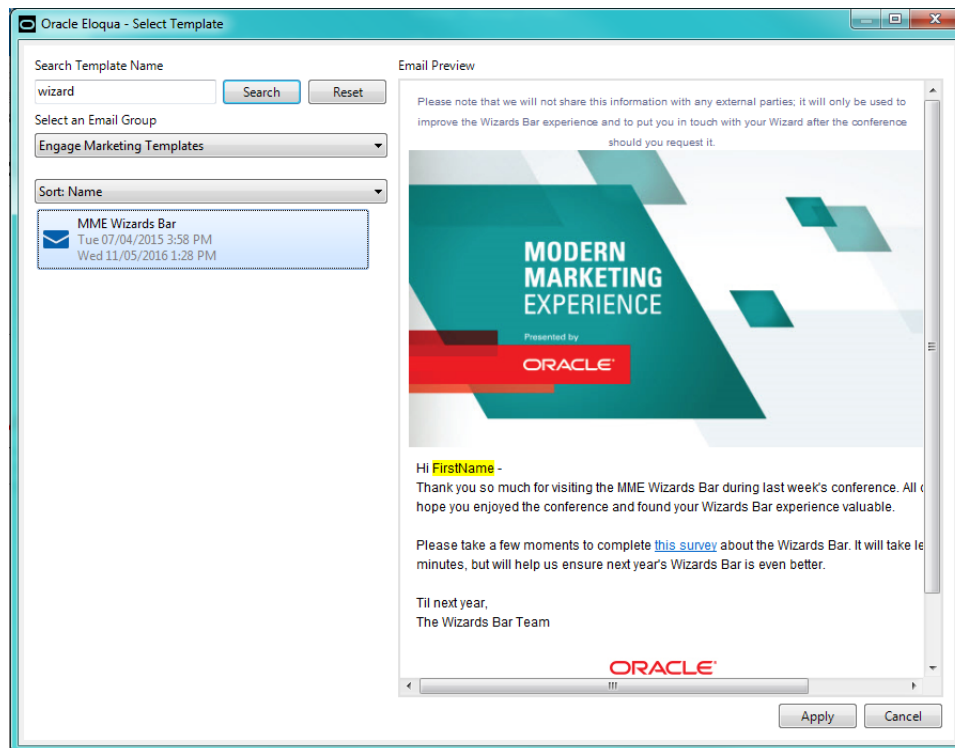 Oracle Eloqua - Select Template
Search Template Name
wizard
Search
Reset
Select an Email Group
Engage Marketing Templates
Sort: Name
MME Wizards Bar
Tue 07/04/2015 3:58 PM
Wed 11/05/2016 1:28 PM
Email Preview
Please note that we will not share this information with any external parties; it will only be used to
improve the Wizards Bar experience and to put you in touch with your Wizard after the conference
should you request it.
MODERN
MARKETING
EXPERIENCE
Presented by
ORACLE®
Hi FirstName -
Thank you so much for visiting the MME Wizards Bar during last week's conference. All
hope you enjoyed the conference and found your Wizards Bar experience valuable.
Please take a few moments to complete this survey about the Wizards Bar. It will take
minutes, but will help us ensure next year's Wizards Bar is even better.
Til next year,
The Wizards Bar Team
ORACLE®
Apply
Cancel